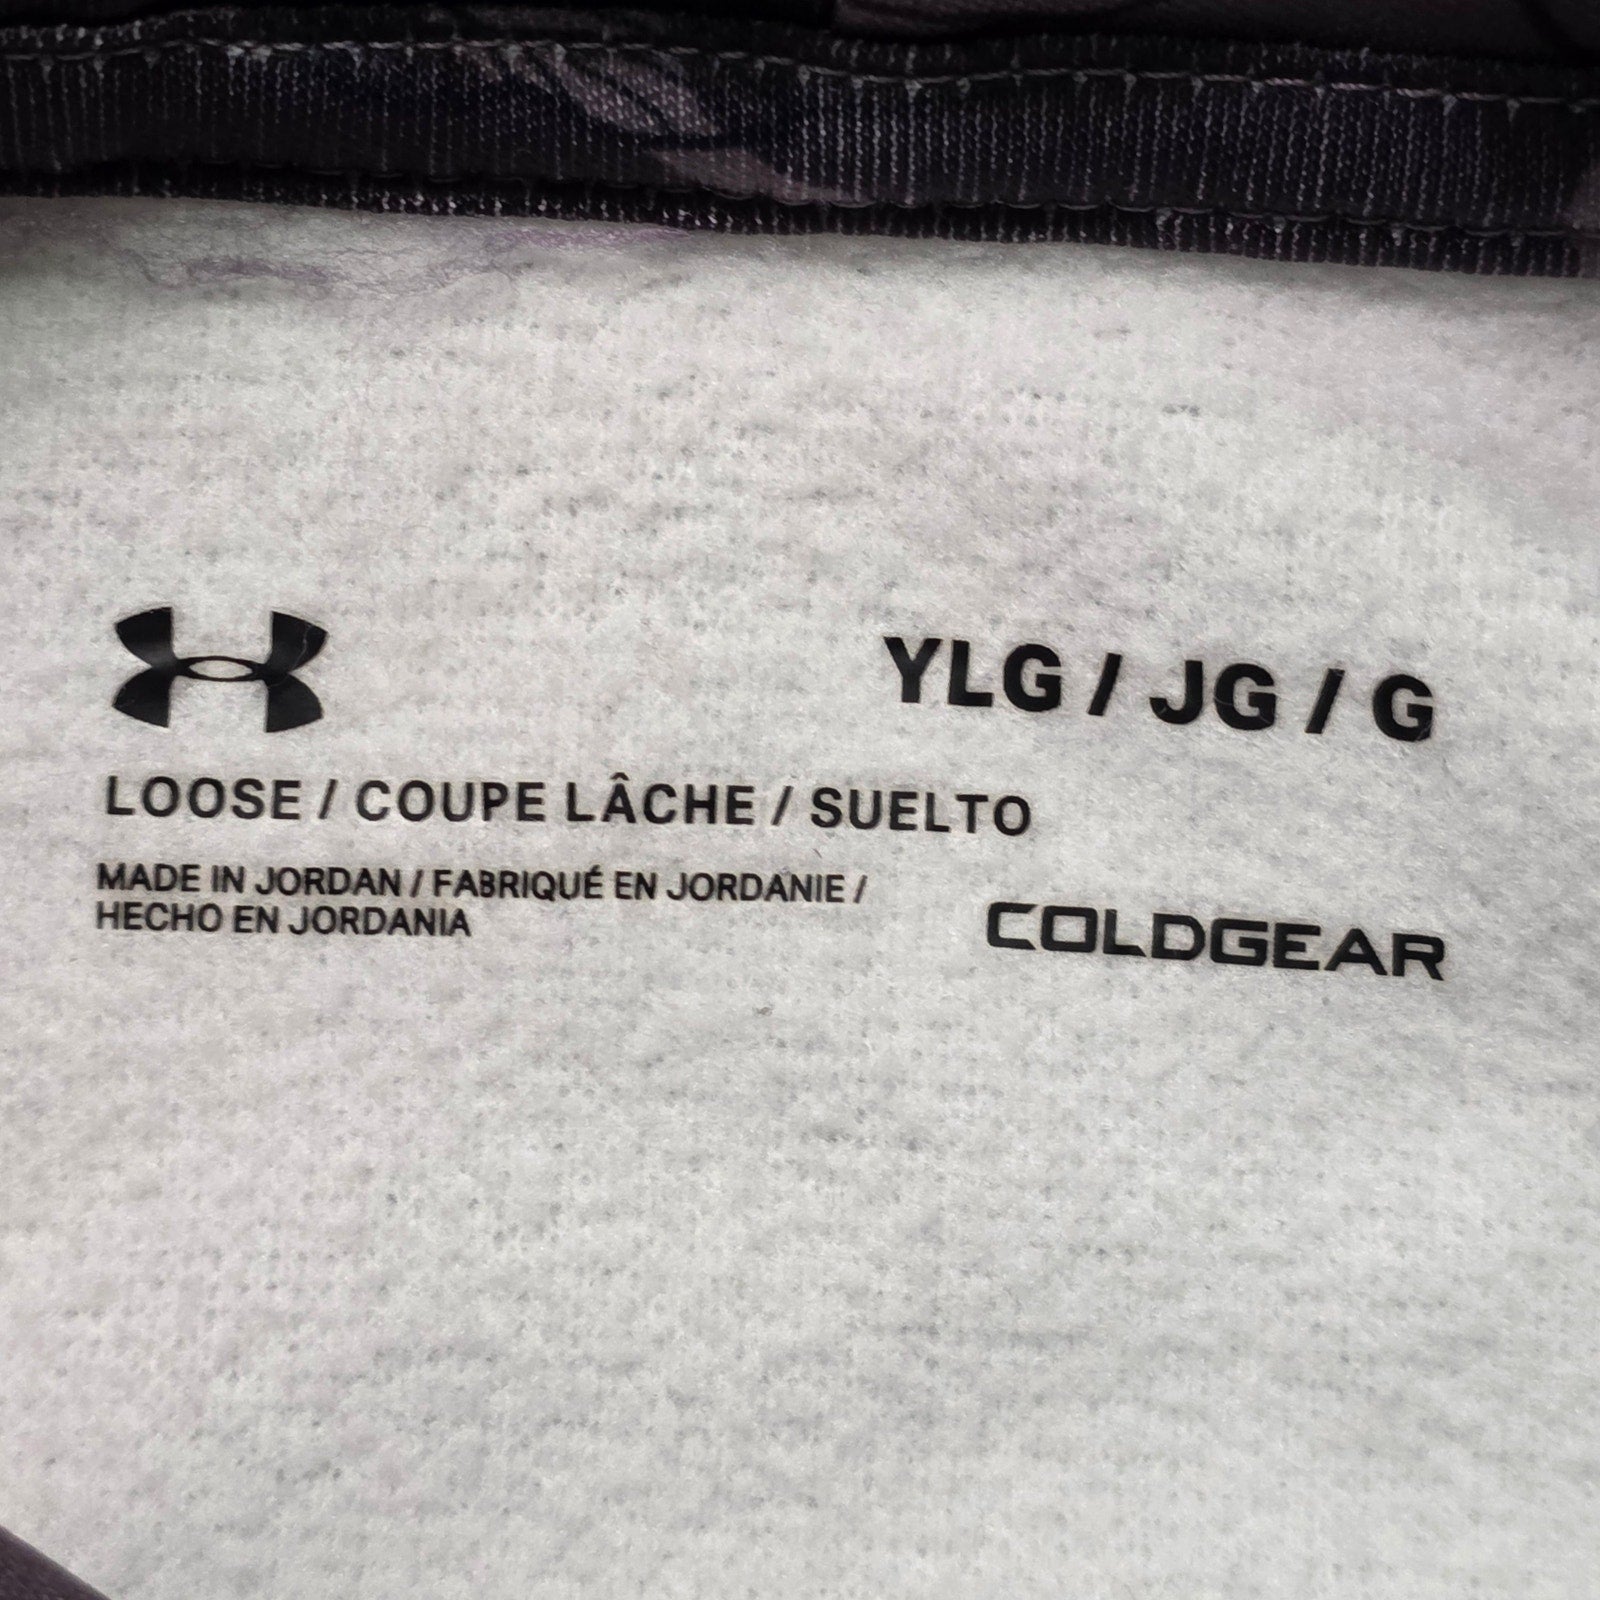 YLG / JG / G
LOOSE / COUPE LÂCHE / SUELTO
MADE IN JORDAN / FABRIQUÉ EN JORDANIE /
HECHO EN JORDANIA
COLDGEAR